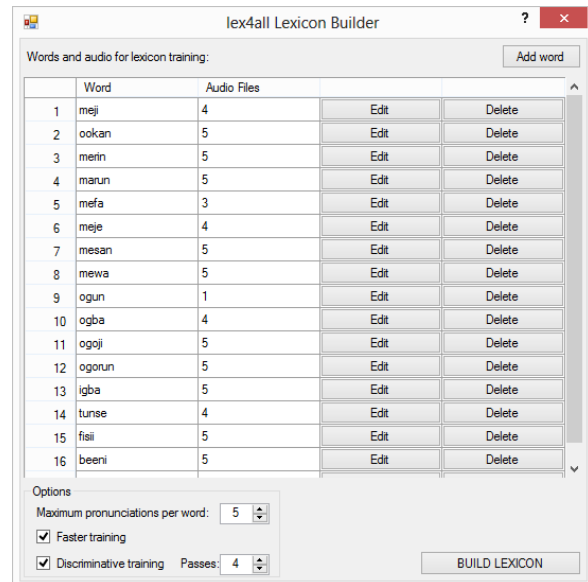 lex4all Lexicon Builder ? ×
Words and audio for lexicon training: Add word
Word Audio Files
1 meji 4 Edit Delete
2 ookan 5 Edit Delete
3 merin 5 Edit Delete
4 marun 5 Edit Delete
5 mefa 3 Edit Delete
6 meje 4 Edit Delete
7 mesan 5 Edit Delete
8 mewa 5 Edit Delete
9 ogun 1 Edit Delete
10 ogba 4 Edit Delete
11 ogoji 5 Edit Delete
12 ogorun 5 Edit Delete
13 igba 5 Edit Delete
14 tunse 4 Edit Delete
15 fisii 5 Edit Delete
16 beeni 5 Edit Delete
Options
Maximum pronunciations per word: 5
Faster training
Discriminative training Passes: 4
BUILD LEXICON